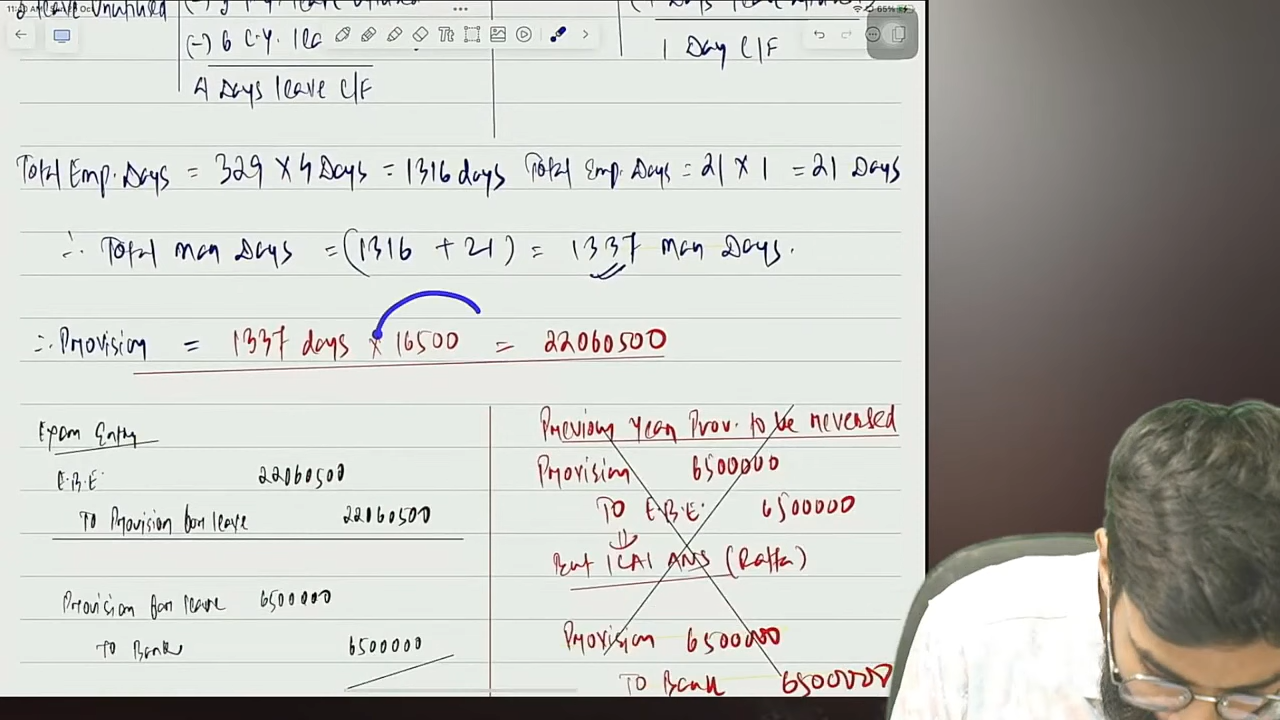 (-) 6 C.Y.
4 Days leave C/F
1 Day C/F
65%
Total Emp. Days = 329 × 4 Days = 1316 days
Total Emp. Days = 21 × 1 = 21 Days
∴ Total man Days = (1316 + 21) = 1337 man Days.
∴ Provision = 1337 days × 16500 = 22060500
Exam Entry
E.B.E. 22060500
To Provision for leave 22060500
Provision for leave 6500000
To Bank 6500000
Previous Year Prov. to be reversed
Provision 6500000
TO E.B.E. 6500000
But ICAI ANS (Ratta)
Provision 6500000
TO Bank 6500000